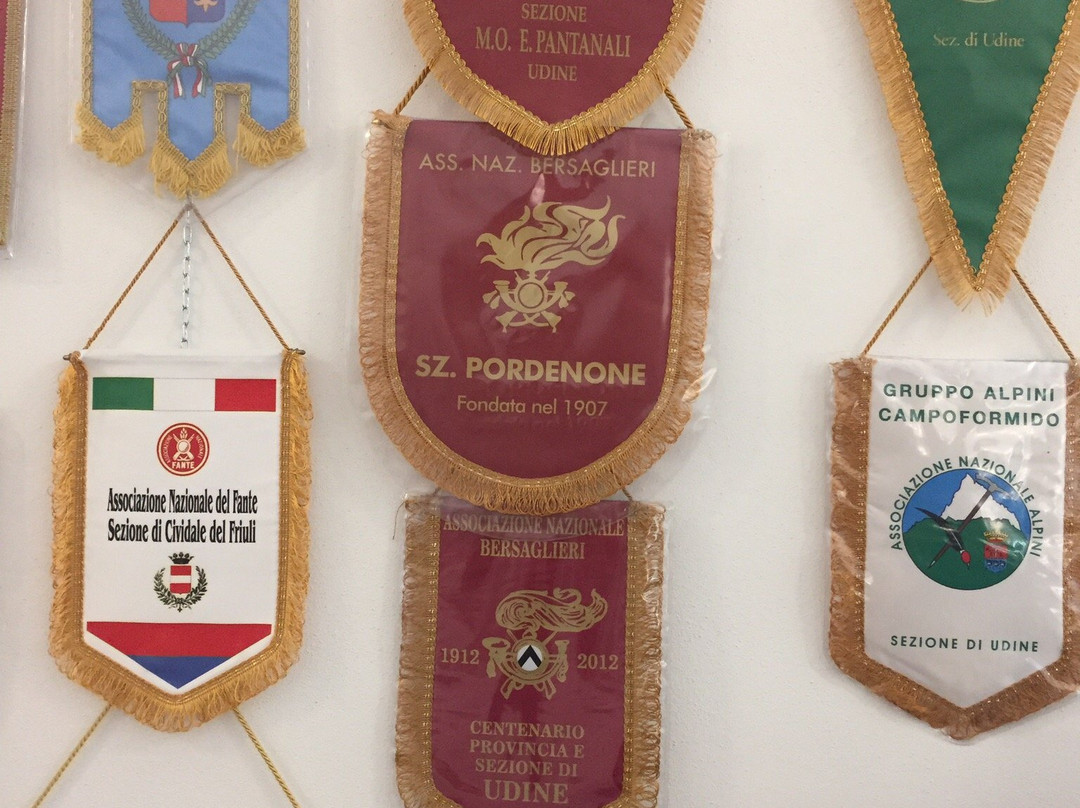 SEZIONE
M.O. E. PANTANALI
UDINE
Sez. di Udine
ASS. NAZ. BERSAGLIERI
SZ. PORDENONE
Fondata nel 1907
FANTE
Associazione Nazionale del Fante
Sezione di Cividale del Friuli
ASSOCIAZIONE NAZIONALE
BERSAGLIERI
1912 2012
CENTENARIO
PROVINCIA E
SEZIONE DI
UDINE
GRUPPO ALPINI
CAMPOFORMIDO
ASSOCIAZIONE NAZIONALE ALPINI
SEZIONE DI UDINE